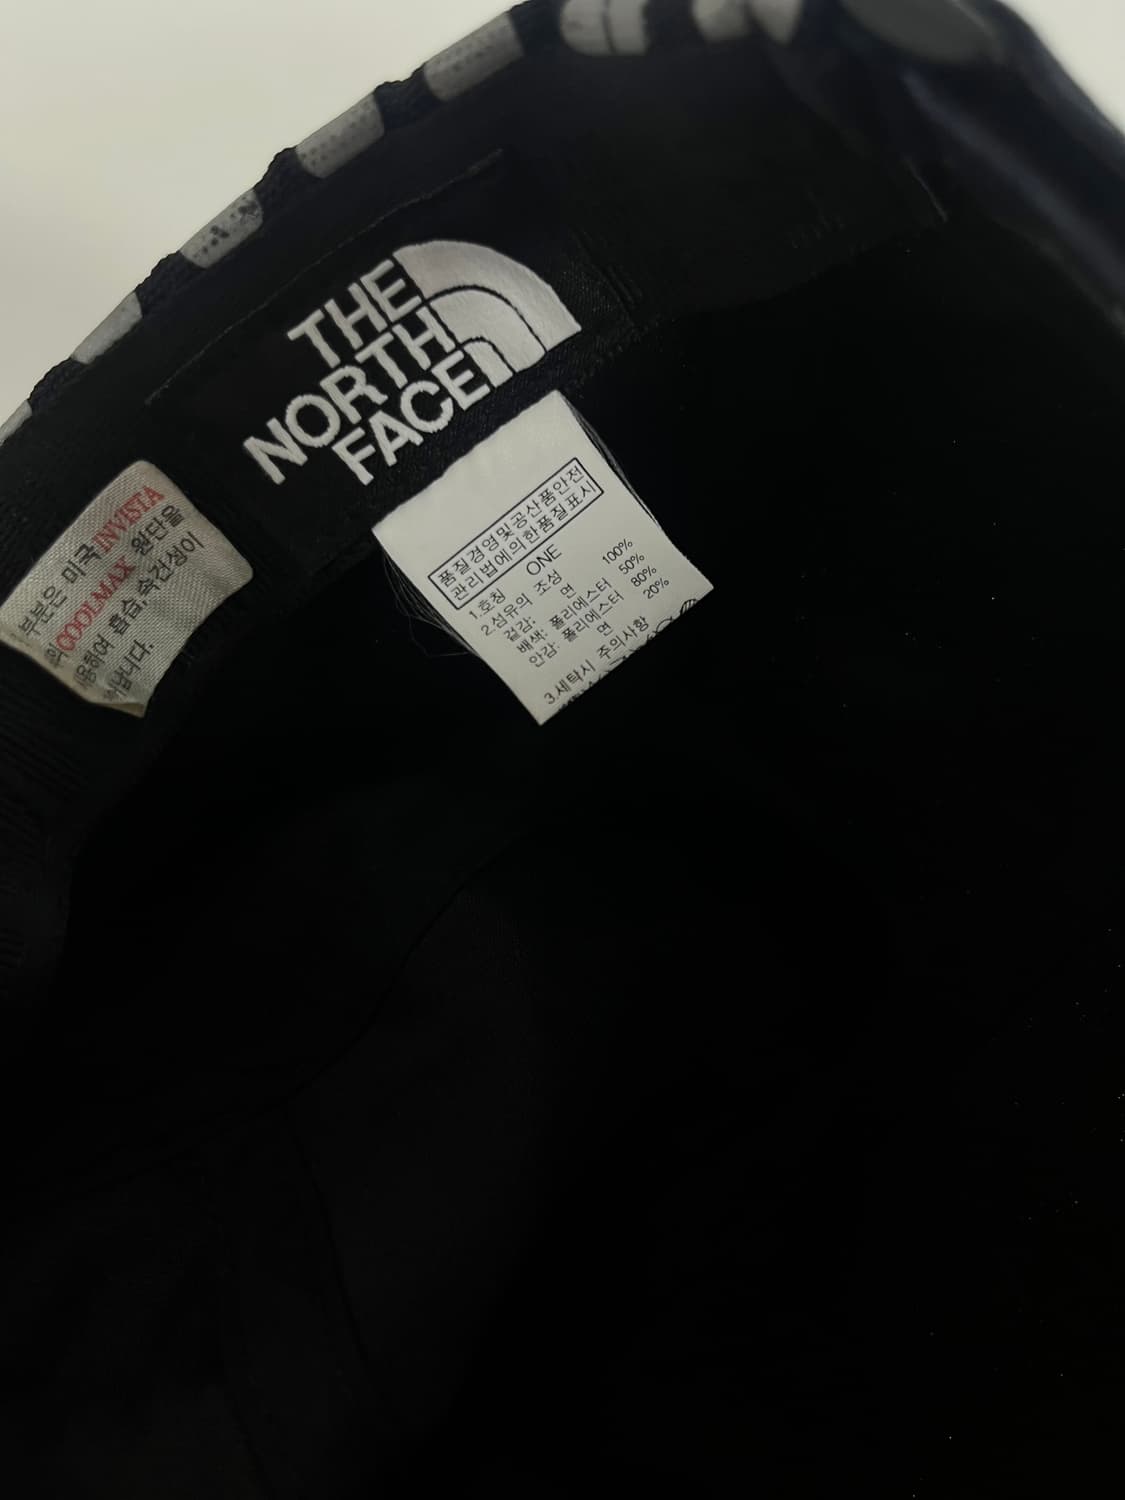 THE
NORTH
FACE
부분은 미국 INVISTA
COOLMAX 원단을
흡습, 속건성이
품질경영및공산품안전
관리법에의한품질표시
1.호칭 ONE
2.섬유의 조성
겉감: 면 100%
배색: 폴리에스터 50%
안감: 폴리에스터 80%
면 20%
3.세탁시 주의사항